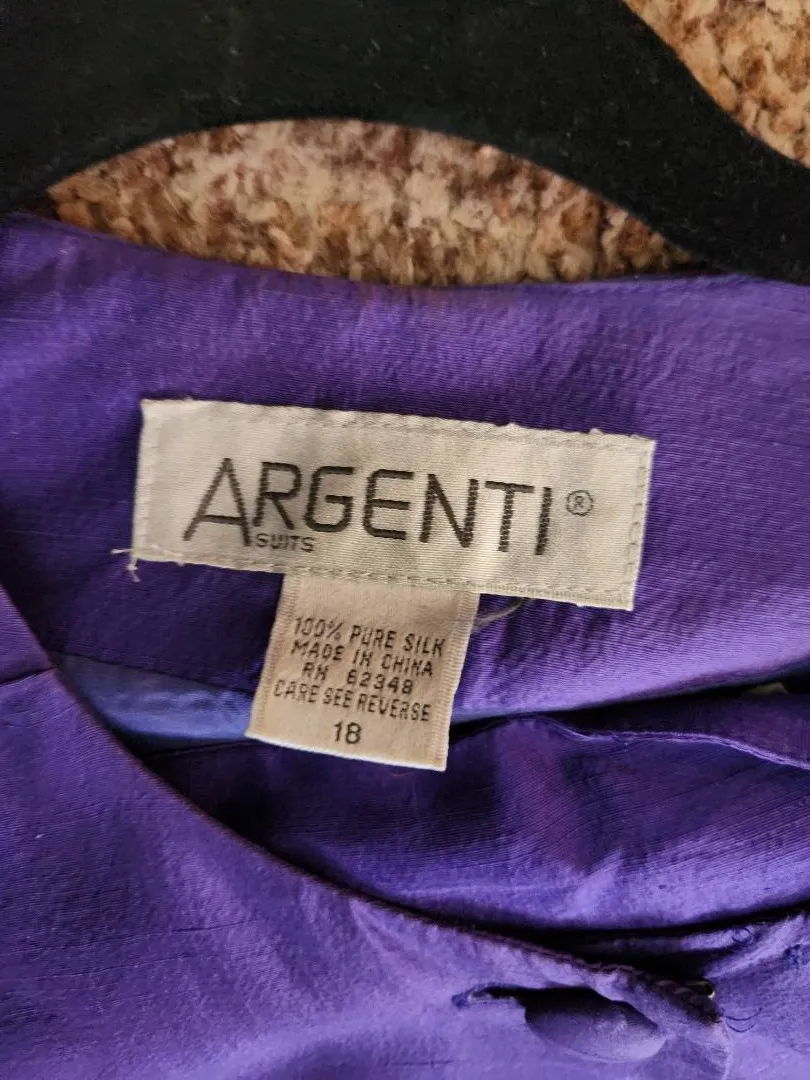 ARGENTI®
SUITS
100% PURE SILK
MADE IN CHINA
RN 62348
CARE SEE REVERSE
18